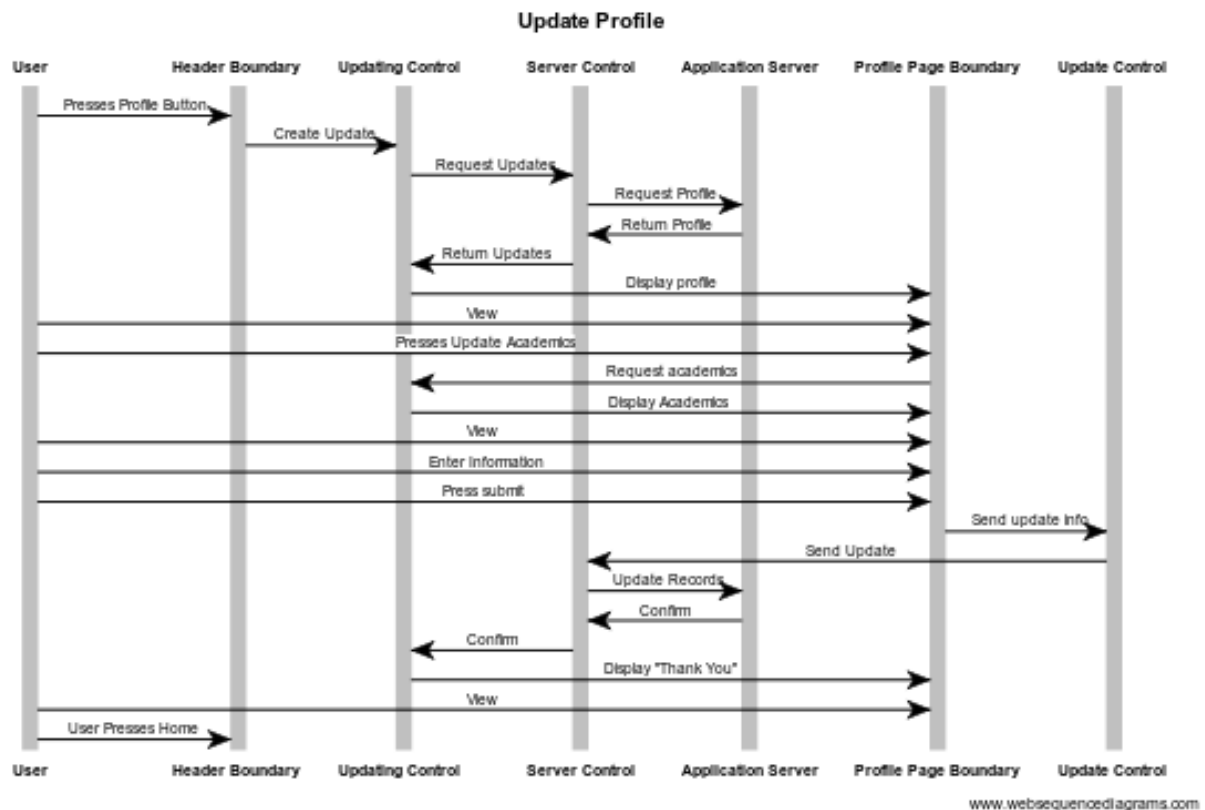 Update Profile
User Header Boundary Updating Control Server Control Application Server Profile Page Boundary Update Control
Presses Profile Button
Create Update
Request Updates
Request Profile
Return Profile
Return Updates
Display profile
View
Presses Update Academics
Request academics
Display Academics
View
Enter Information
Press submit
Send update info
Send Update
Update Records
Confirm
Confirm
Display "Thank You"
View
User Presses Home
User Header Boundary Updating Control Server Control Application Server Profile Page Boundary Update Control
www.websequencediagrams.com